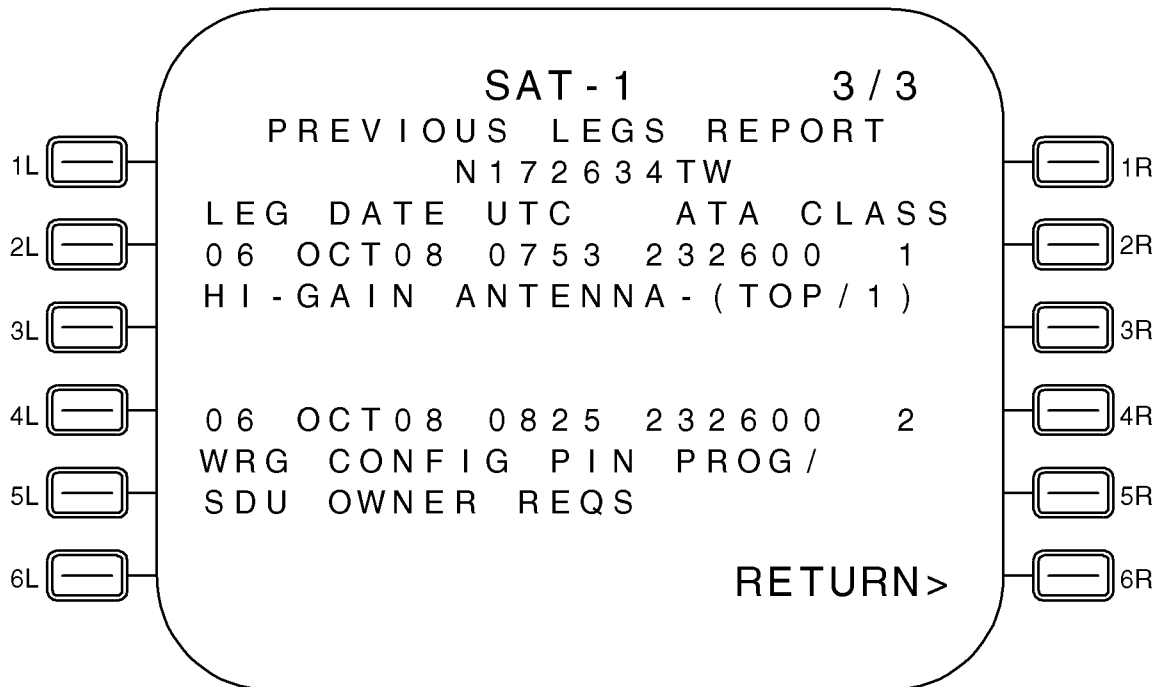 SAT-1 3/3
PREVIOUS LEGS REPORT
1L 1R
N172634TW
LEG DATE UTC ATA CLASS
2L 06 OCT08 0753 232600 1 2R
HI-GAIN ANTENNA-(TOP/1)
3L 3R
4L 06 OCT08 0825 232600 2 4R
WRG CONFIG PIN PROG/
5L SDU OWNER REQS 5R
6L RETURN> 6R